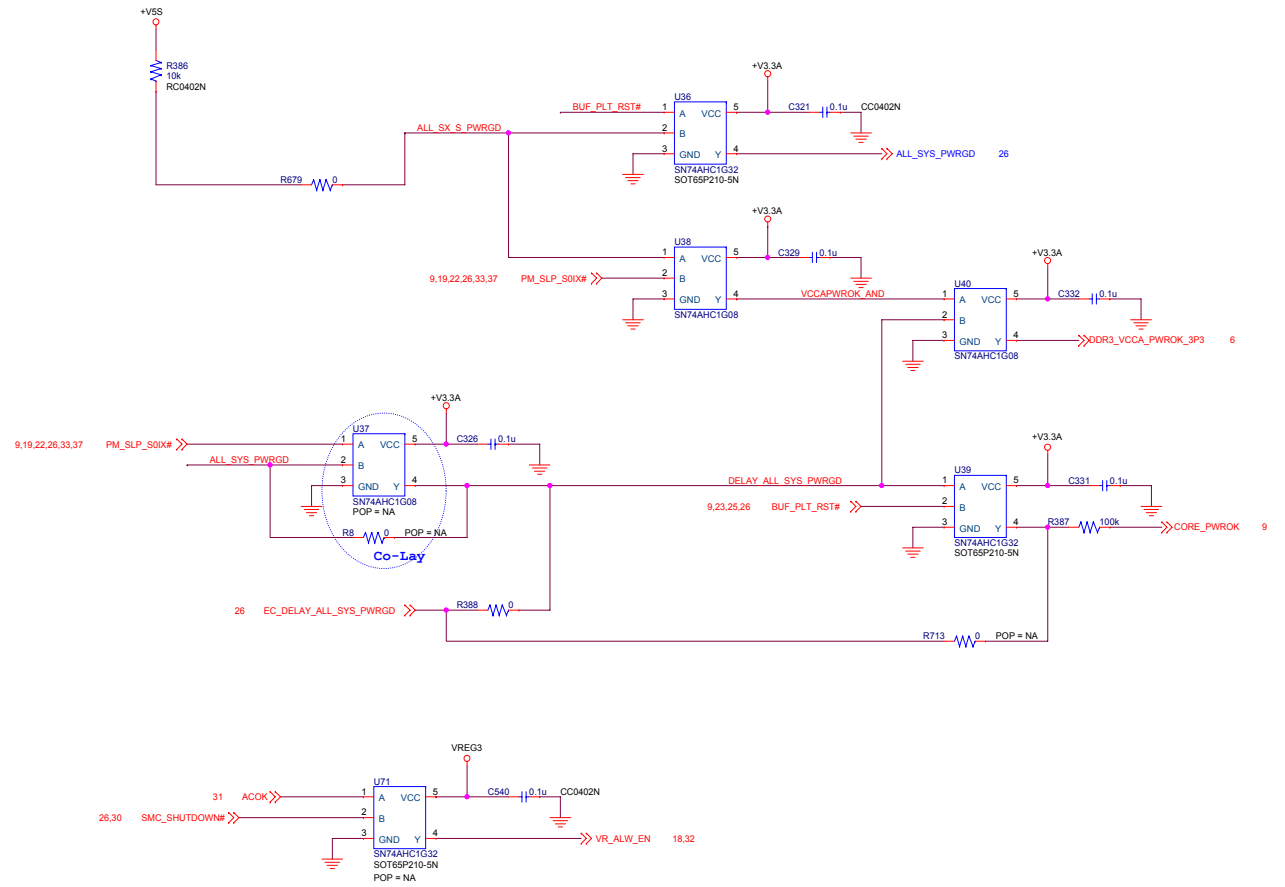 +V5S
R386
10k
RC0402N
ALL_SX_S_PWRGD
R679 0
BUF_PLT_RST#
U36
+V3.3A
1 A VCC 5
2 B
3 GND Y 4
SN74AHC1G32
SOT65P210-5N
C321 0.1u CC0402N
ALL_SYS_PWRGD 26
+V3.3A
U38
1 A VCC 5
2 B
3 GND Y 4
SN74AHC1G08
C329 0.1u
9,19,22,26,33,37 PM_SLP_S0IX#
VCCAPWROK_AND
+V3.3A
U40
1 A VCC 5
2 B
3 GND Y 4
SN74AHC1G08
C332 0.1u
DDR3_VCCA_PWROK_3P3 6
+V3.3A
U37
9,19,22,26,33,37 PM_SLP_S0IX#
ALL_SYS_PWRGD
1 A VCC 5
2 B
3 GND Y 4
SN74AHC1G08
POP = NA
C326 0.1u
R8 0 POP = NA
Co-Lay
DELAY_ALL_SYS_PWRGD
+V3.3A
U39
9,23,25,26 BUF_PLT_RST#
1 A VCC 5
2 B
3 GND Y 4
SN74AHC1G32
SOT65P210-5N
C331 0.1u
R387 100k
CORE_PWROK 9
26 EC_DELAY_ALL_SYS_PWRGD
R388 0
R713 0 POP = NA
VREG3
U71
31 ACOK
26,30 SMC_SHUTDOWN#
1 A VCC 5
2 B
3 GND Y 4
SN74AHC1G32
SOT65P210-5N
POP = NA
C540 0.1u CC0402N
VR_ALW_EN 18,32